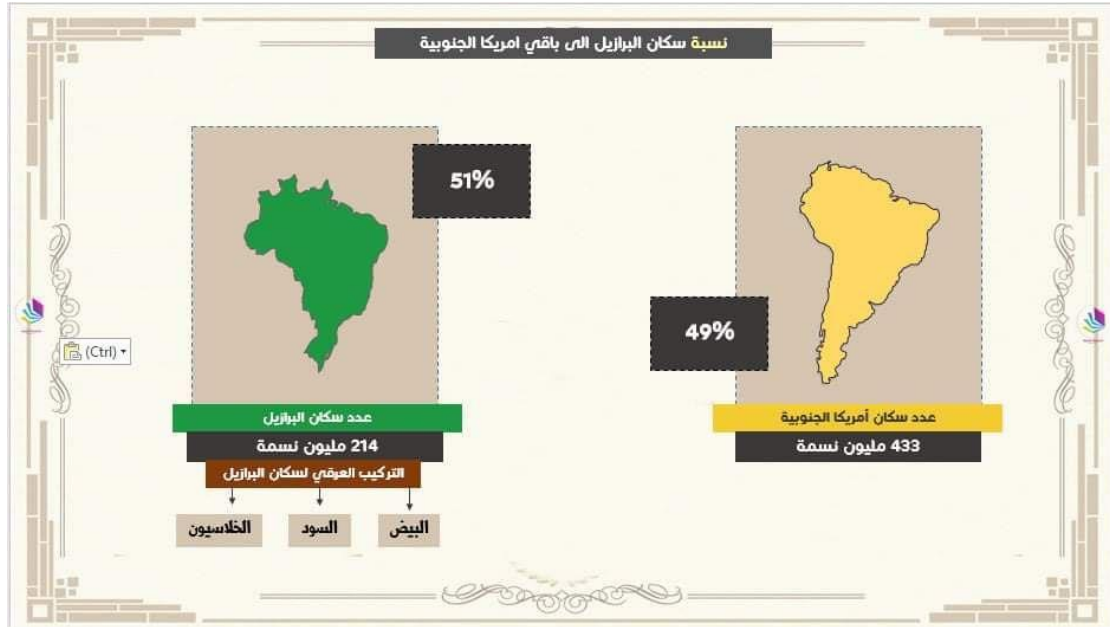 نسبة سكان البرازيل الى باقي امريكا الجنوبية
51%
49%
عدد سكان أمريكا الجنوبية
433 مليون نسمة
عدد سكان البرازيل
214 مليون نسمة
التركيب العرقي لسكان البرازيل
البيض
السود
الخلاسيون
(Ctrl)